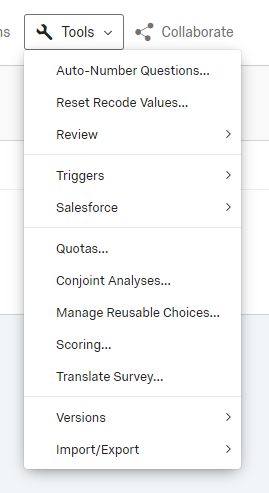 Tools
Collaborate
Auto-Number Questions...
Reset Recode Values...
Review
Triggers
Salesforce
Quotas...
Conjoint Analyses...
Manage Reusable Choices...
Scoring...
Translate Survey...
Versions
Import/Export